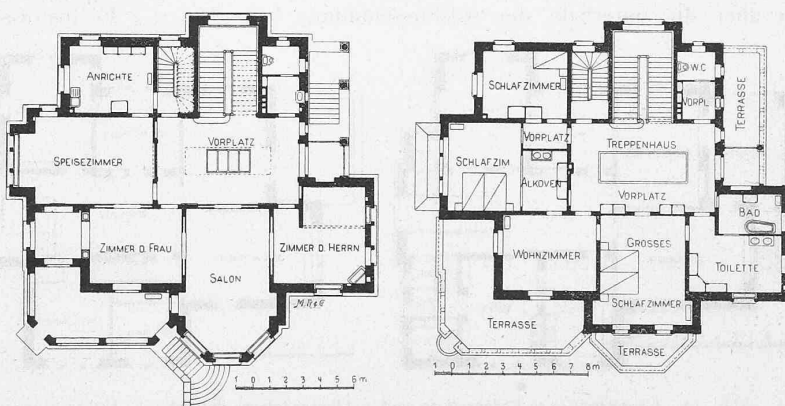 ANRICHTE
VORPLATZ
SPEISEZIMMER
ZIMMER D. FRAU
SALON
ZIMMER D. HERRN
1 0 1 2 3 4 5 6 m
SCHLAFZIMMER
W.C
VORPL.
TERRASSE
VORPLATZ
TREPPENHAUS
SCHLAFZIM
ALKOVEN
VORPLATZ
BAD
WOHNZIMMER
GROSSES
SCHLAFZIMMER
TOILETTE
TERRASSE
TERRASSE
1 0 1 2 3 4 5 6 7 8 m